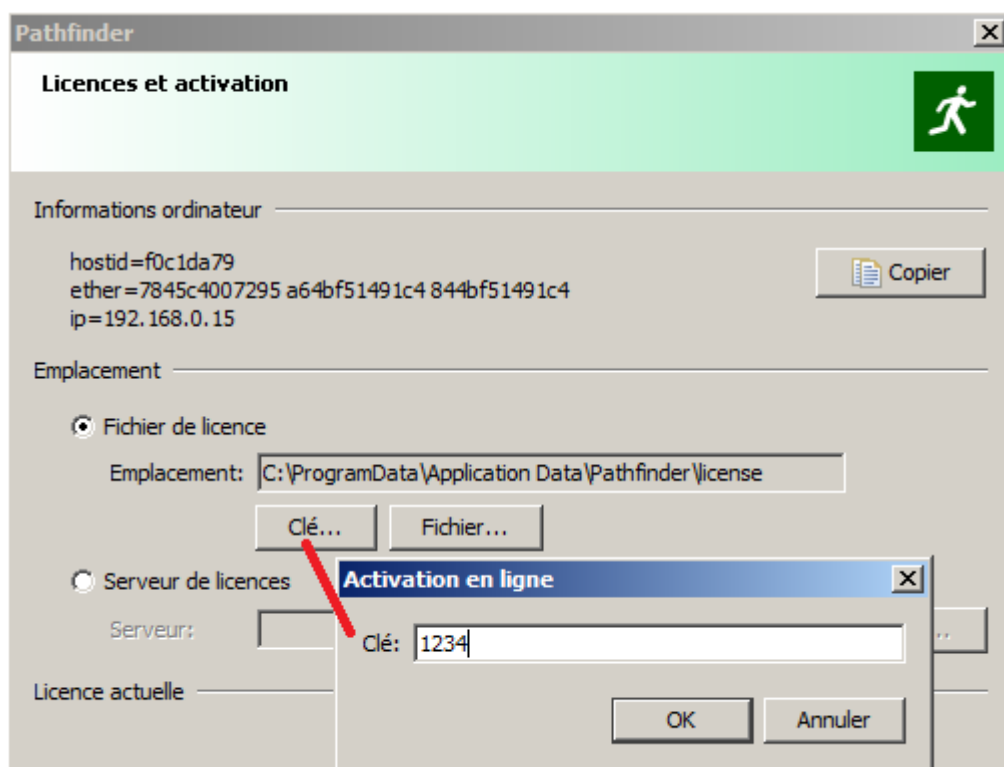 Pathfinder
Licences et activation
Informations ordinateur
hostid=f0c1da79
ether=7845c4007295 a64bf51491c4 844bf51491c4
ip=192.168.0.15
Copier
Emplacement
Fichier de licence
Emplacement: C:\ProgramData\Application Data\Pathfinder\license
Clé... Fichier...
Serveur de licences
Serveur:
..
Activation en ligne
Clé: 1234
OK Annuler
Licence actuelle